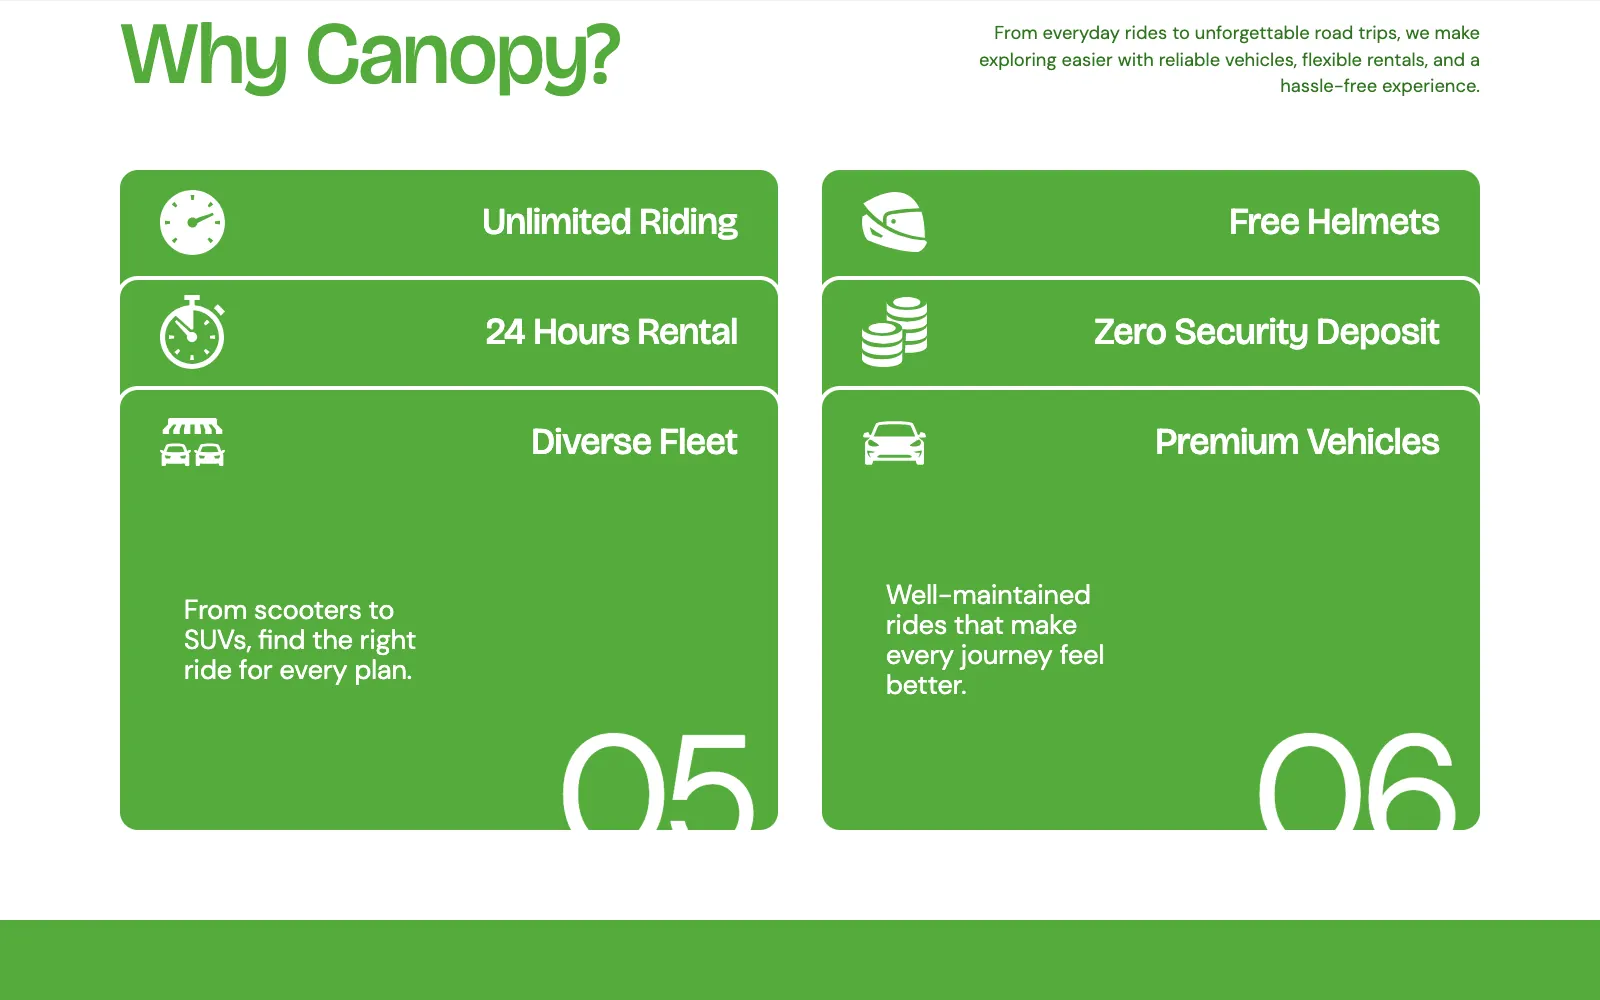 Why Canopy?
From everyday rides to unforgettable road trips, we make
exploring easier with reliable vehicles, flexible rentals, and a
hassle-free experience.
Unlimited Riding
24 Hours Rental
Diverse Fleet
From scooters to
SUVs, find the right
ride for every plan.
05
Free Helmets
Zero Security Deposit
Premium Vehicles
Well-maintained
rides that make
every journey feel
better.
06